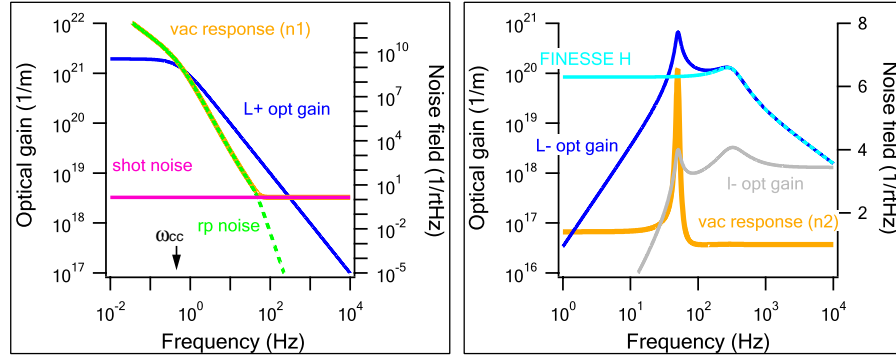 10^22
10^21
10^20
10^19
10^18
10^17
Optical gain (1/m)
vac response (n1)
L+ opt gain
shot noise
rp noise
ω_cc
10^10
10^7
10^4
10^1
10^-2
10^-5
Noise field (1/rtHz)
10^-2
10^0
10^2
10^4
Frequency (Hz)
10^21
10^20
10^19
10^18
10^17
10^16
Optical gain (1/m)
FINESSE H
L- opt gain
l- opt gain
vac response (n2)
8
6
4
2
Noise field (1/rtHz)
10^0
10^1
10^2
10^3
10^4
Frequency (Hz)